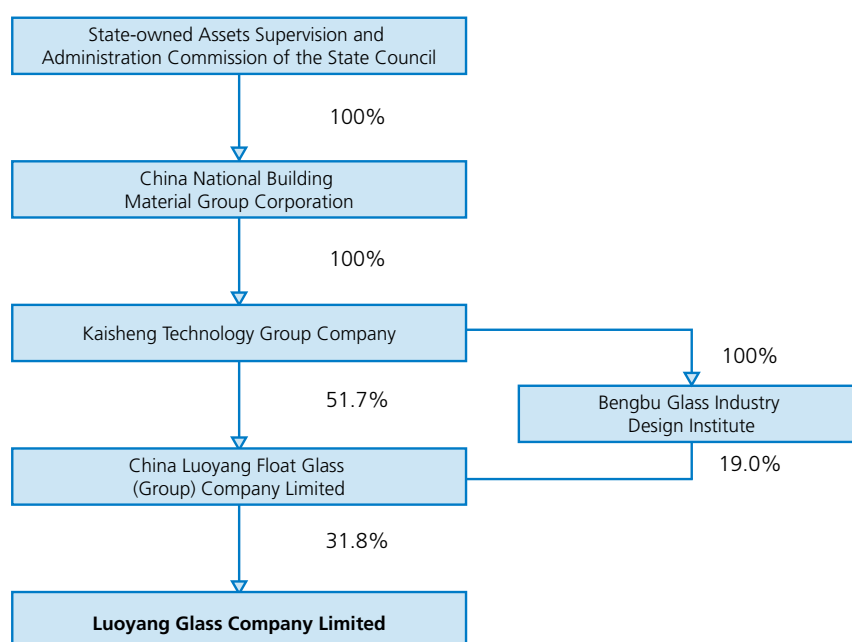 State-owned Assets Supervision and
Administration Commission of the State Council
100%
China National Building
Material Group Corporation
100%
Kaisheng Technology Group Company
100%
51.7%
Bengbu Glass Industry
Design Institute
China Luoyang Float Glass
(Group) Company Limited
19.0%
31.8%
Luoyang Glass Company Limited